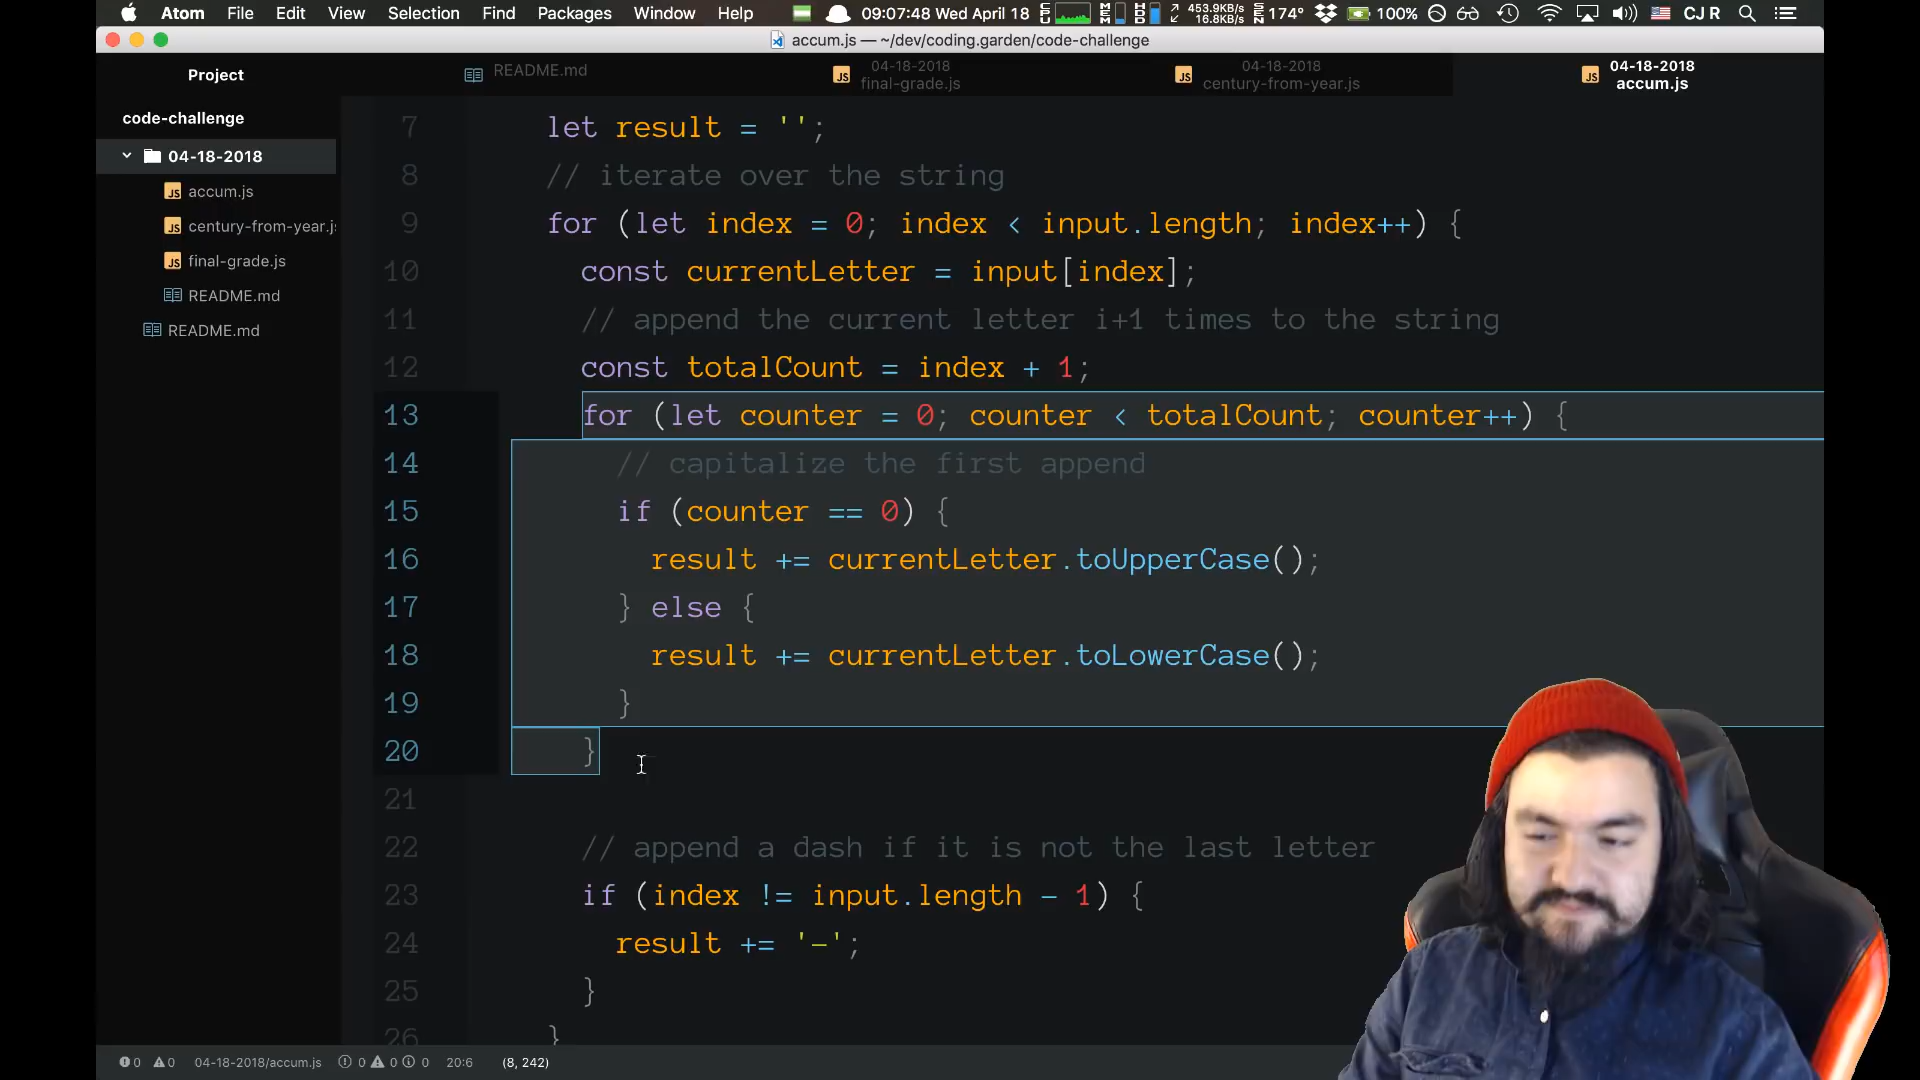 Atom File Edit View Selection Find Packages Window Help 09:07:48 Wed April 18 453.9KB/s 16.8KB/s 174° 100% CJ R
accum.js — ~/dev/coding.garden/code-challenge
Project
README.md
04-18-2018
final-grade.js
04-18-2018
century-from-year.js
04-18-2018
accum.js
code-challenge
04-18-2018
accum.js
century-from-year.js
final-grade.js
README.md
README.md
7 let result = '';
8 // iterate over the string
9 for (let index = 0; index < input.length; index++) {
10 const currentLetter = input[index];
11 // append the current letter i+1 times to the string
12 const totalCount = index + 1;
13 for (let counter = 0; counter < totalCount; counter++) {
14 // capitalize the first append
15 if (counter == 0) {
16 result += currentLetter.toUpperCase();
17 } else {
18 result += currentLetter.toLowerCase();
19 }
20 }
21
22 // append a dash if it is not the last letter
23 if (index != input.length - 1) {
24 result += '-';
25 }
26 }
0 0 04-18-2018/accum.js 0 0 0 20:6 (8, 242)